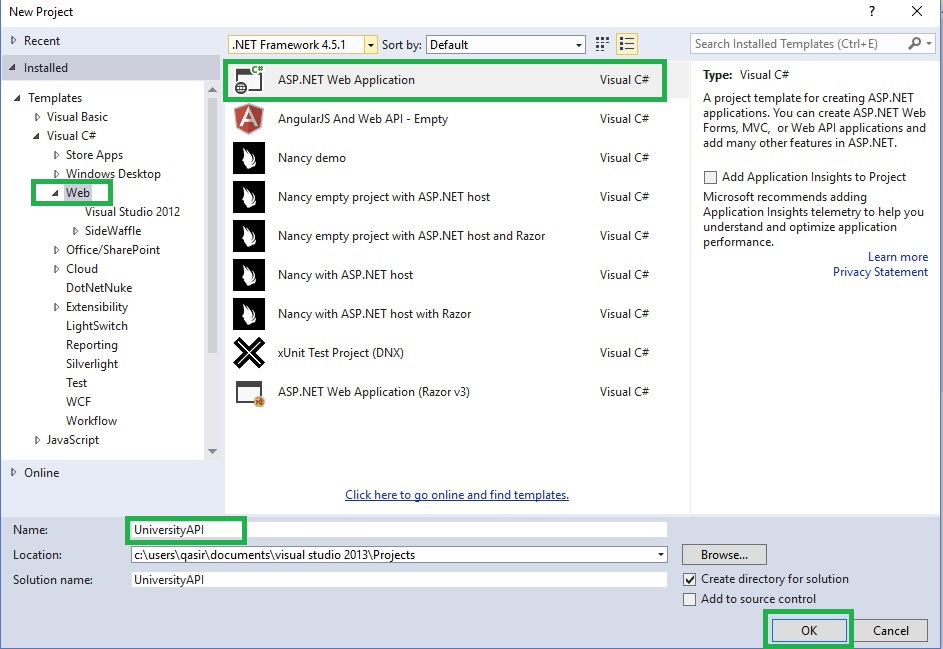 New Project
?
Recent
.NET Framework 4.5.1
Sort by:
Default
Search Installed Templates (Ctrl+E)
Installed
Templates
Visual Basic
Visual C#
Store Apps
Windows Desktop
Web
Visual Studio 2012
SideWaffle
Office/SharePoint
Cloud
DotNetNuke
Extensibility
LightSwitch
Reporting
Silverlight
Test
WCF
Workflow
JavaScript
Online
C#
ASP.NET Web Application Visual C#
AngularJS And Web API - Empty Visual C#
Nancy demo Visual C#
Nancy empty project with ASP.NET host Visual C#
Nancy empty project with ASP.NET host and Razor Visual C#
Nancy with ASP.NET host Visual C#
Nancy with ASP.NET host with Razor Visual C#
xUnit Test Project (DNX) Visual C#
ASP.NET Web Application (Razor v3) Visual C#
Click here to go online and find templates.
Type: Visual C#
A project template for creating ASP.NET
applications. You can create ASP.NET Web
Forms, MVC, or Web API applications and
add many other features in ASP.NET.
Add Application Insights to Project
Microsoft recommends adding
Application Insights telemetry to help you
understand and optimize application
performance.
Learn more
Privacy Statement
Name: UniversityAPI
Location: c:\users\qasir\documents\visual studio 2013\Projects
Browse...
Solution name: UniversityAPI
Create directory for solution
Add to source control
OK
Cancel